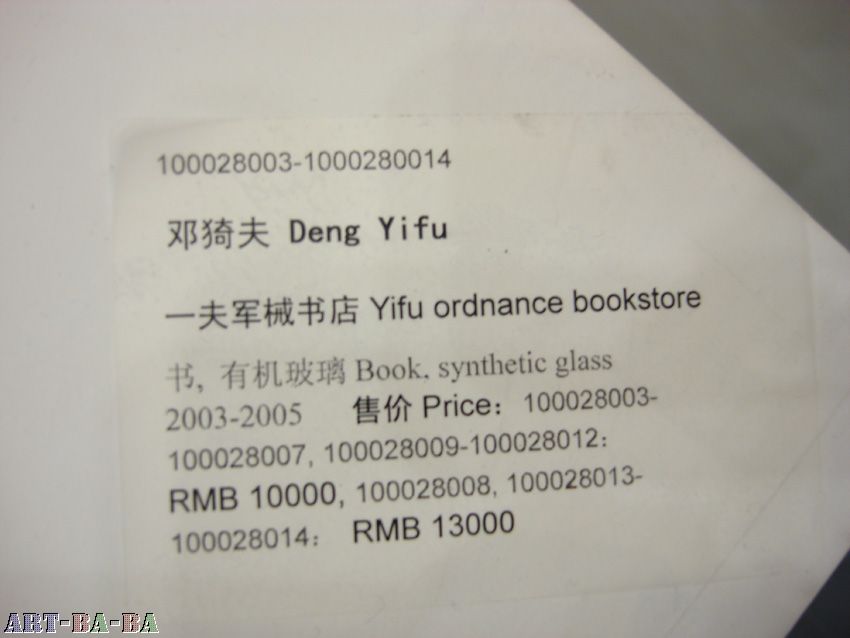 100028003-1000280014
邓猗夫 Deng Yifu
一夫军械书店 Yifu ordnance bookstore
书, 有机玻璃 Book. synthetic glass
2003-2005 售价 Price：100028003-
100028007, 100028009-100028012：
RMB 10000, 100028008, 100028013-
100028014： RMB 13000
ART-BA-BA